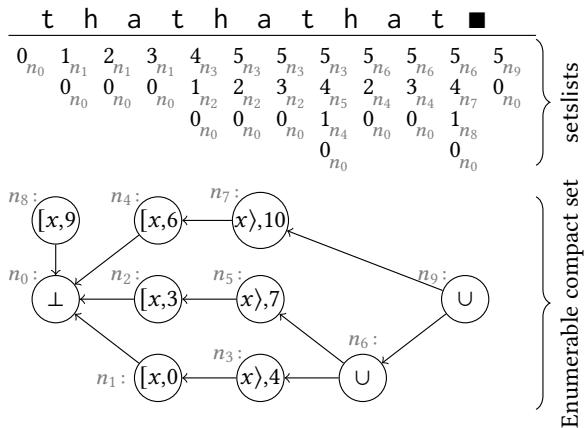 t h a t h a t h a t ■
0n₀ 1n₁ 2n₁ 3n₁ 4n₃ 5n₃ 5n₃ 5n₃ 5n₆ 5n₆ 5n₆ 5n₉
0n₀ 0n₀ 0n₀ 1n₂ 2n₂ 3n₂ 4n₅ 2n₄ 3n₄ 4n₇ 0n₀
0n₀ 0n₀ 0n₀ 1n₄ 0n₀ 0n₀ 1n₈
0n₀ 0n₀
setslists
n₈: [x,9
n₄: [x,6
n₇: x⟩,10
n₀: ⊥
n₂: [x,3
n₅: x⟩,7
n₉: ∪
n₁: [x,0
n₃: x⟩,4
n₆: ∪
Enumerable compact set